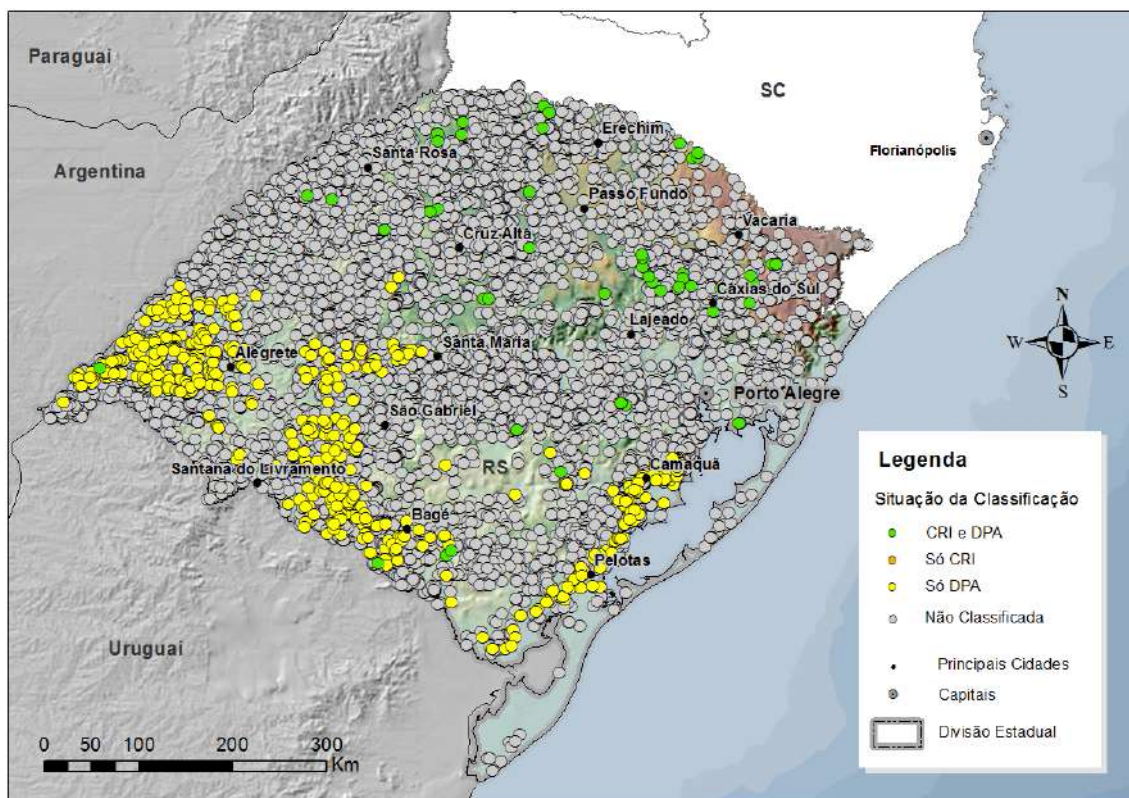 Paraguai
SC
Erechim
Florianópolis
Santa Rosa
Argentina
Passo Fundo
Vacaria
Cruz Alta
Caxias do Sul
Lajeado
Santa Maria
Alegrete
Porto Alegre
São Gabriel
Santana do Livramento
RS
Camaquã
Bagé
Pelotas
Uruguai
N
W
E
S
Legenda
Situação da Classificação
CRI e DPA
Só CRI
Só DPA
Não Classificada
Principais Cidades
Capitais
Divisão Estadual
0 50 100 200 300
Km